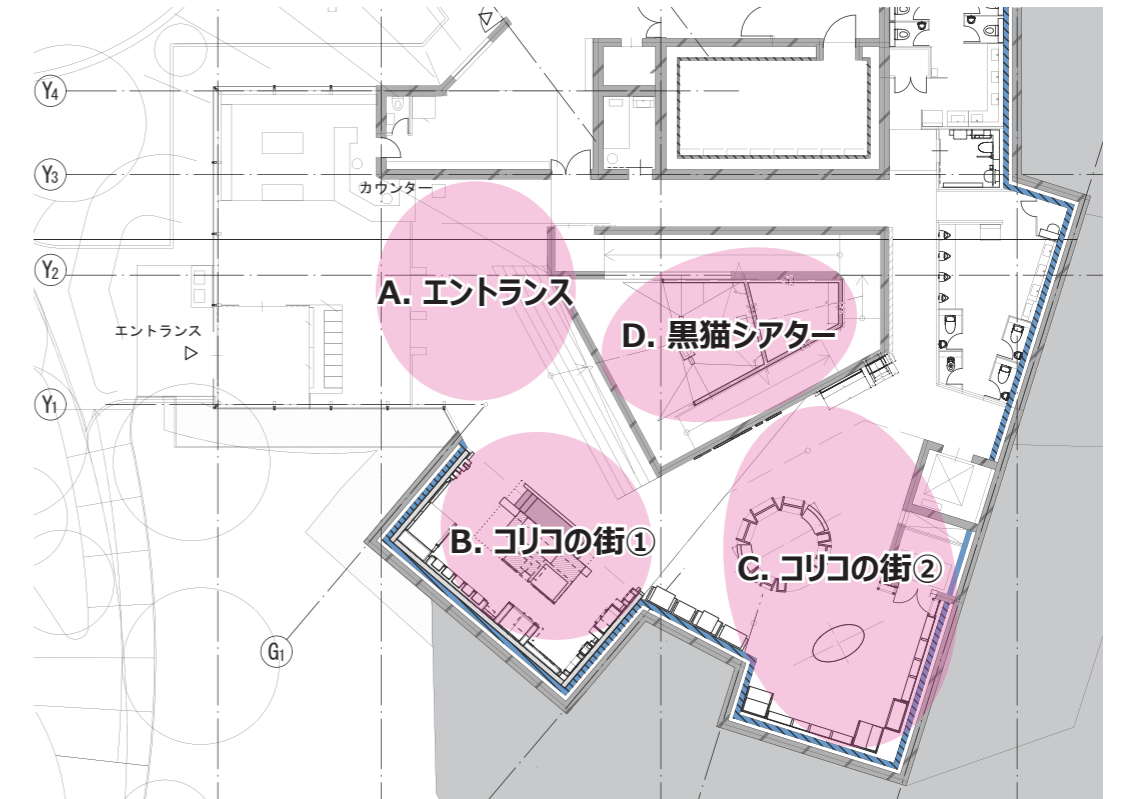 Y4
Y3
カウンター
Y2
A. エントランス
D. 黒猫シアター
エントランス
Y1
B. コリコの街①
C. コリコの街②
G1